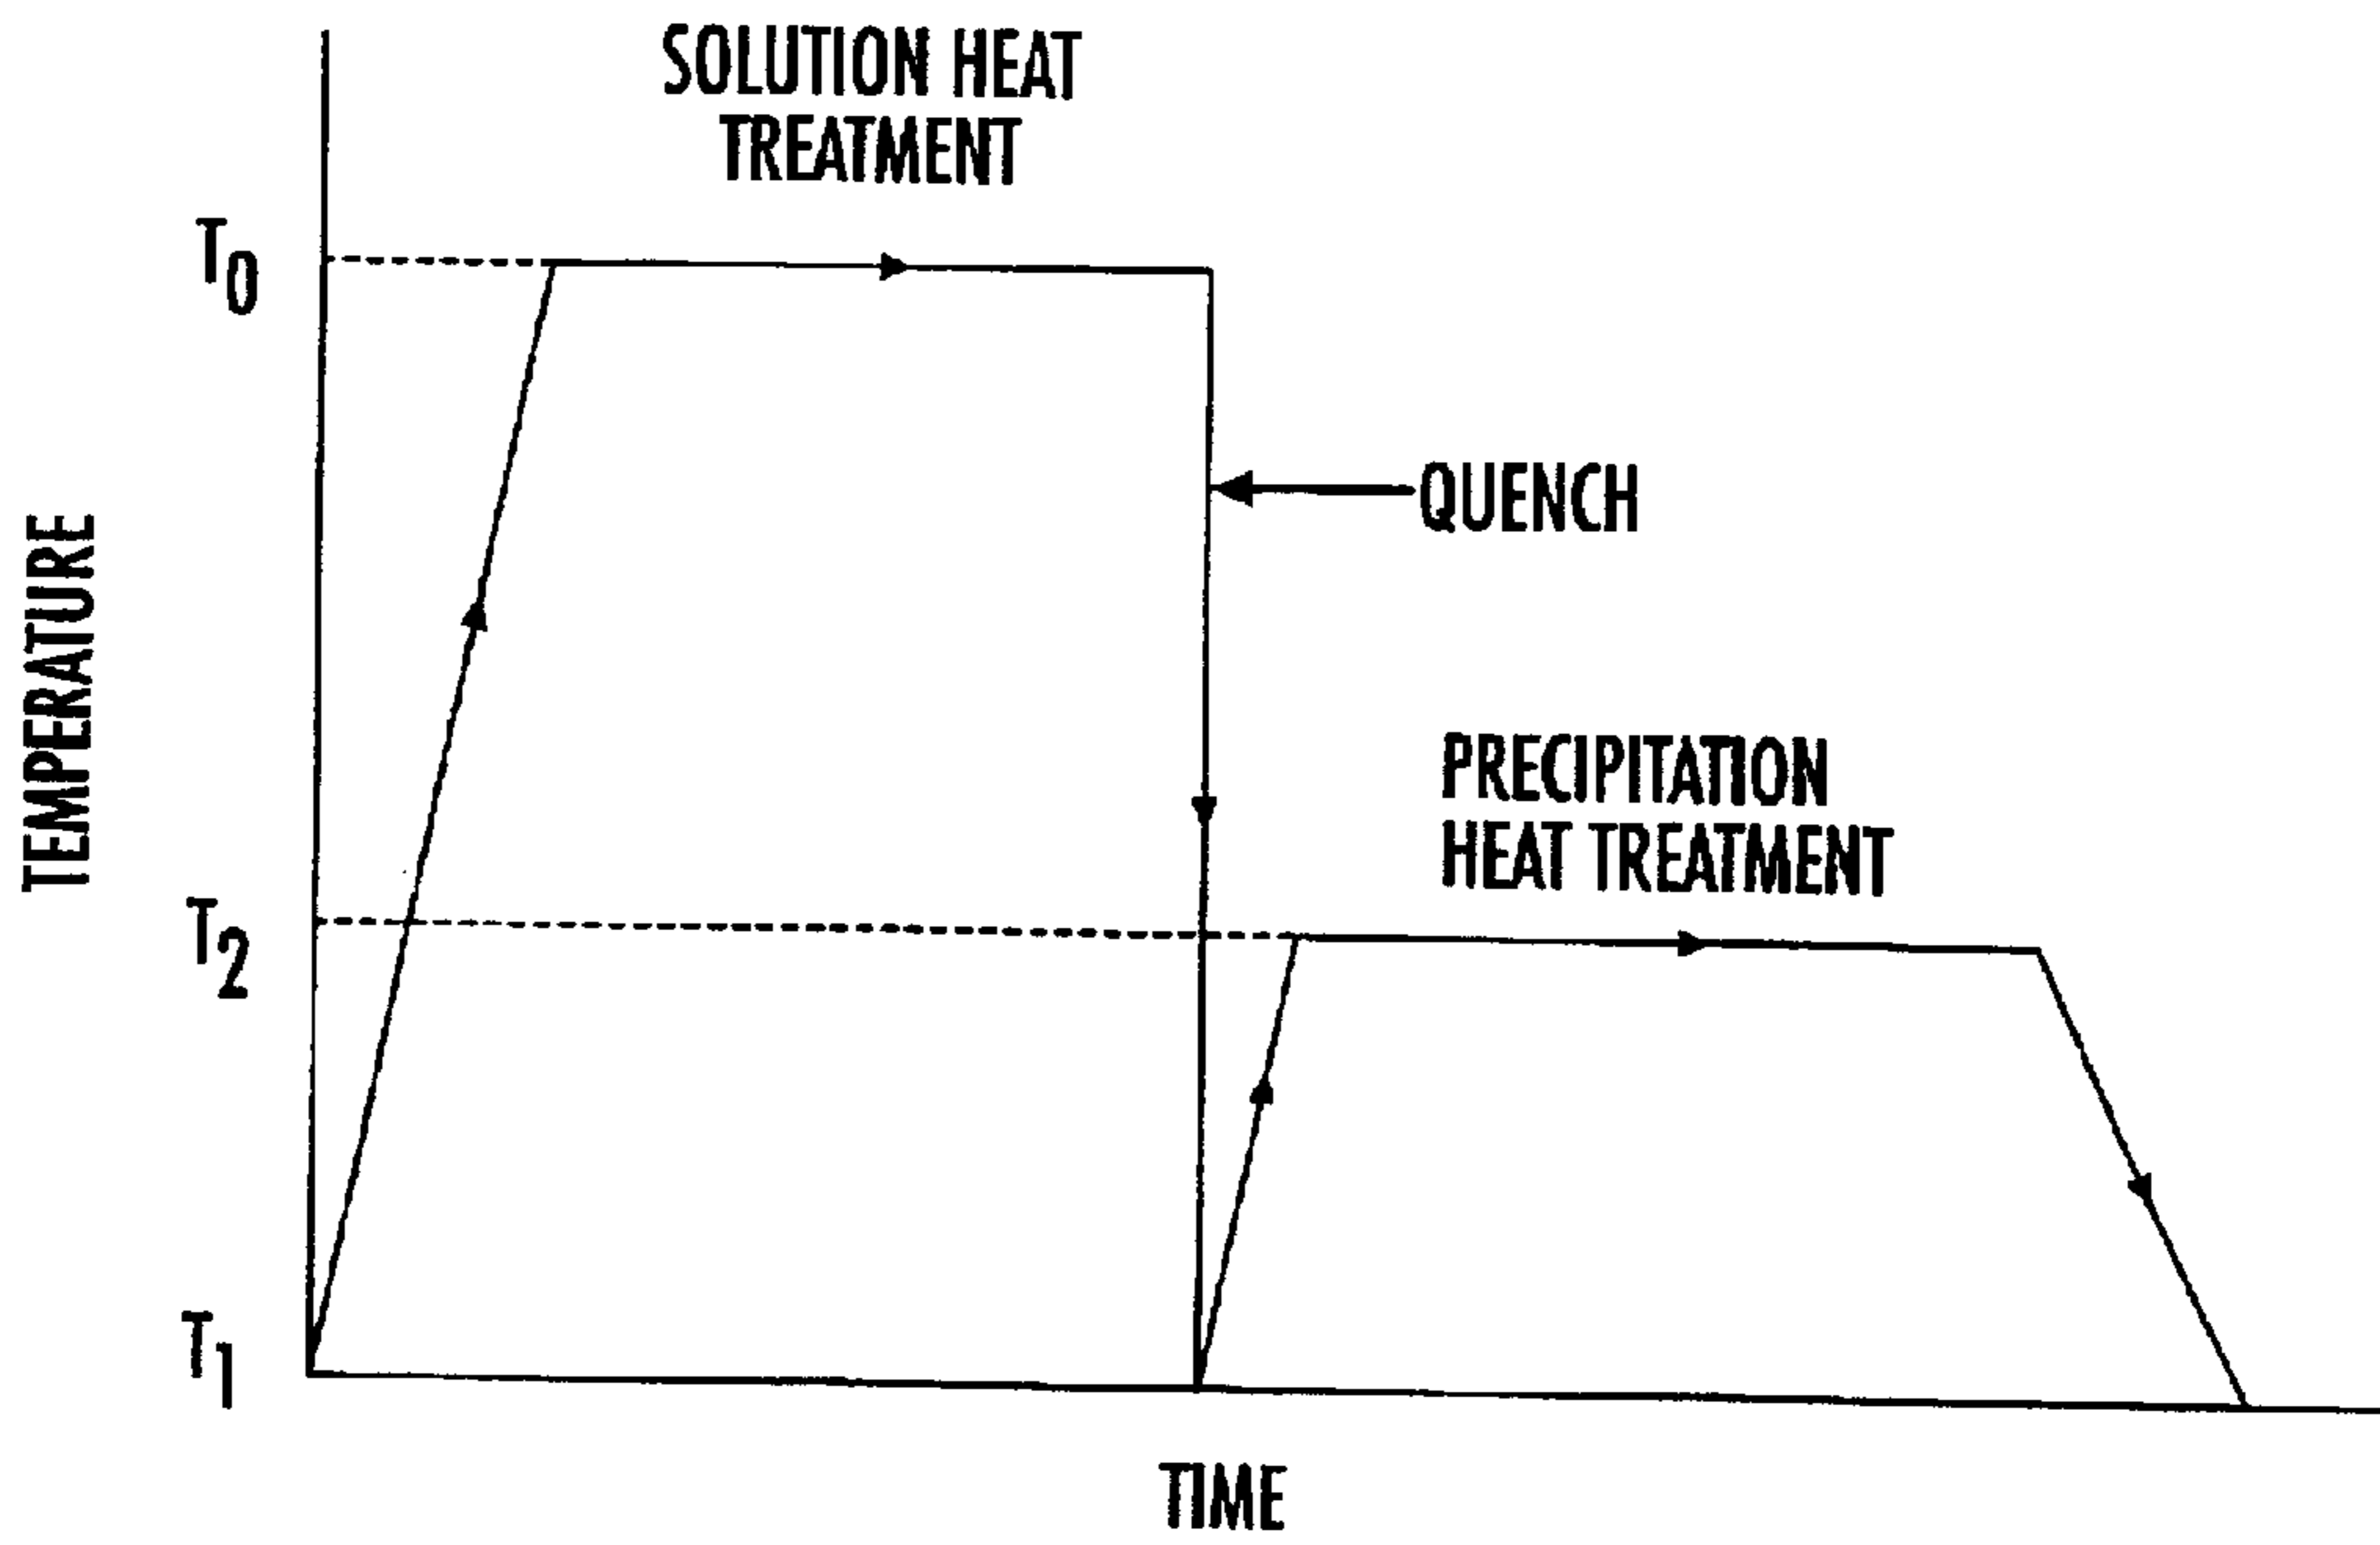 SOLUTION HEAT
TREATMENT
T0
QUENCH
TEMPERATURE
PRECIPITATION
HEAT TREATMENT
T2
T1
TIME